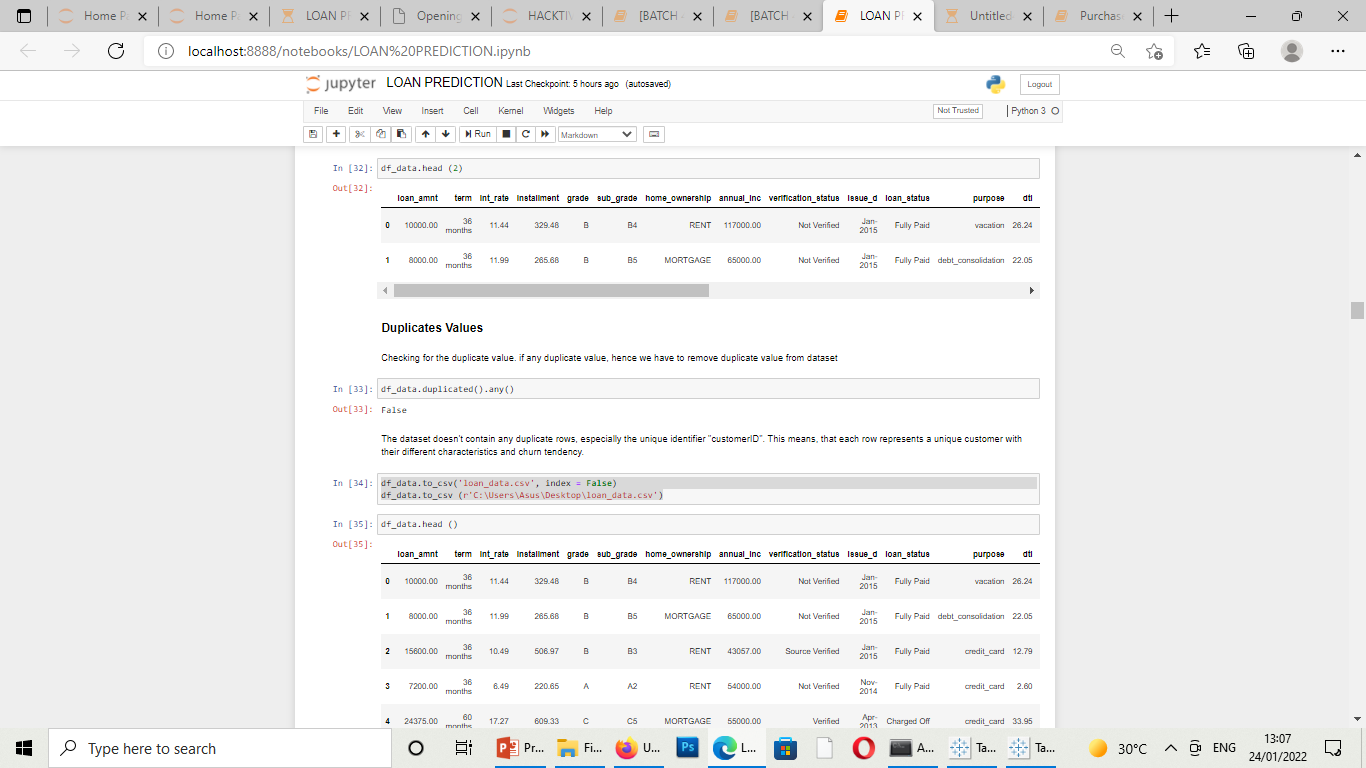 Home P
Home P
LOAN P
Opening
HACKTI
[BATCH
[BATCH
LOAN P
Untitled
Purchas
localhost:8888/notebooks/LOAN%20PREDICTION.ipynb
jupyter LOAN PREDICTION Last Checkpoint: 5 hours ago (autosaved)
Logout
File Edit View Insert Cell Kernel Widgets Help
Not Trusted Python 3
Run Markdown
In [32]: df_data.head (2)
Out[32]:
loan_amnt term int_rate installment grade sub_grade home_ownership annual_inc verification_status issue_d loan_status purpose dti
0 10000.00 36 months 11.44 329.48 B B4 RENT 117000.00 Not Verified Jan-2015 Fully Paid vacation 26.24
1 8000.00 36 months 11.99 265.68 B B5 MORTGAGE 65000.00 Not Verified Jan-2015 Fully Paid debt_consolidation 22.05
Duplicates Values
Checking for the duplicate value. if any duplicate value, hence we have to remove duplicate value from dataset
In [33]: df_data.duplicated().any()
Out[33]: False
The dataset doesn't contain any duplicate rows, especially the unique identifier "customerID". This means, that each row represents a unique customer with
their different characteristics and churn tendency.
In [34]: df_data.to_csv('loan_data.csv', index = False)
df_data.to_csv (r'C:\Users\Asus\Desktop\loan_data.csv')
In [35]: df_data.head ()
Out[35]:
loan_amnt term int_rate installment grade sub_grade home_ownership annual_inc verification_status issue_d loan_status purpose dti
0 10000.00 36 months 11.44 329.48 B B4 RENT 117000.00 Not Verified Jan-2015 Fully Paid vacation 26.24
1 8000.00 36 months 11.99 265.68 B B5 MORTGAGE 65000.00 Not Verified Jan-2015 Fully Paid debt_consolidation 22.05
2 15600.00 36 months 10.49 506.97 B B3 RENT 43057.00 Source Verified Jan-2015 Fully Paid credit_card 12.79
3 7200.00 36 months 6.49 220.65 A A2 RENT 54000.00 Not Verified Nov-2014 Fully Paid credit_card 2.60
4 24375.00 60 months 17.27 609.33 C C5 MORTGAGE 55000.00 Verified Apr-2013 Charged Off credit_card 33.95
Type here to search
Pr...
Fi...
U...
Ps
L...
A...
Ta...
Ta...
30°C
ENG
13:07
24/01/2022